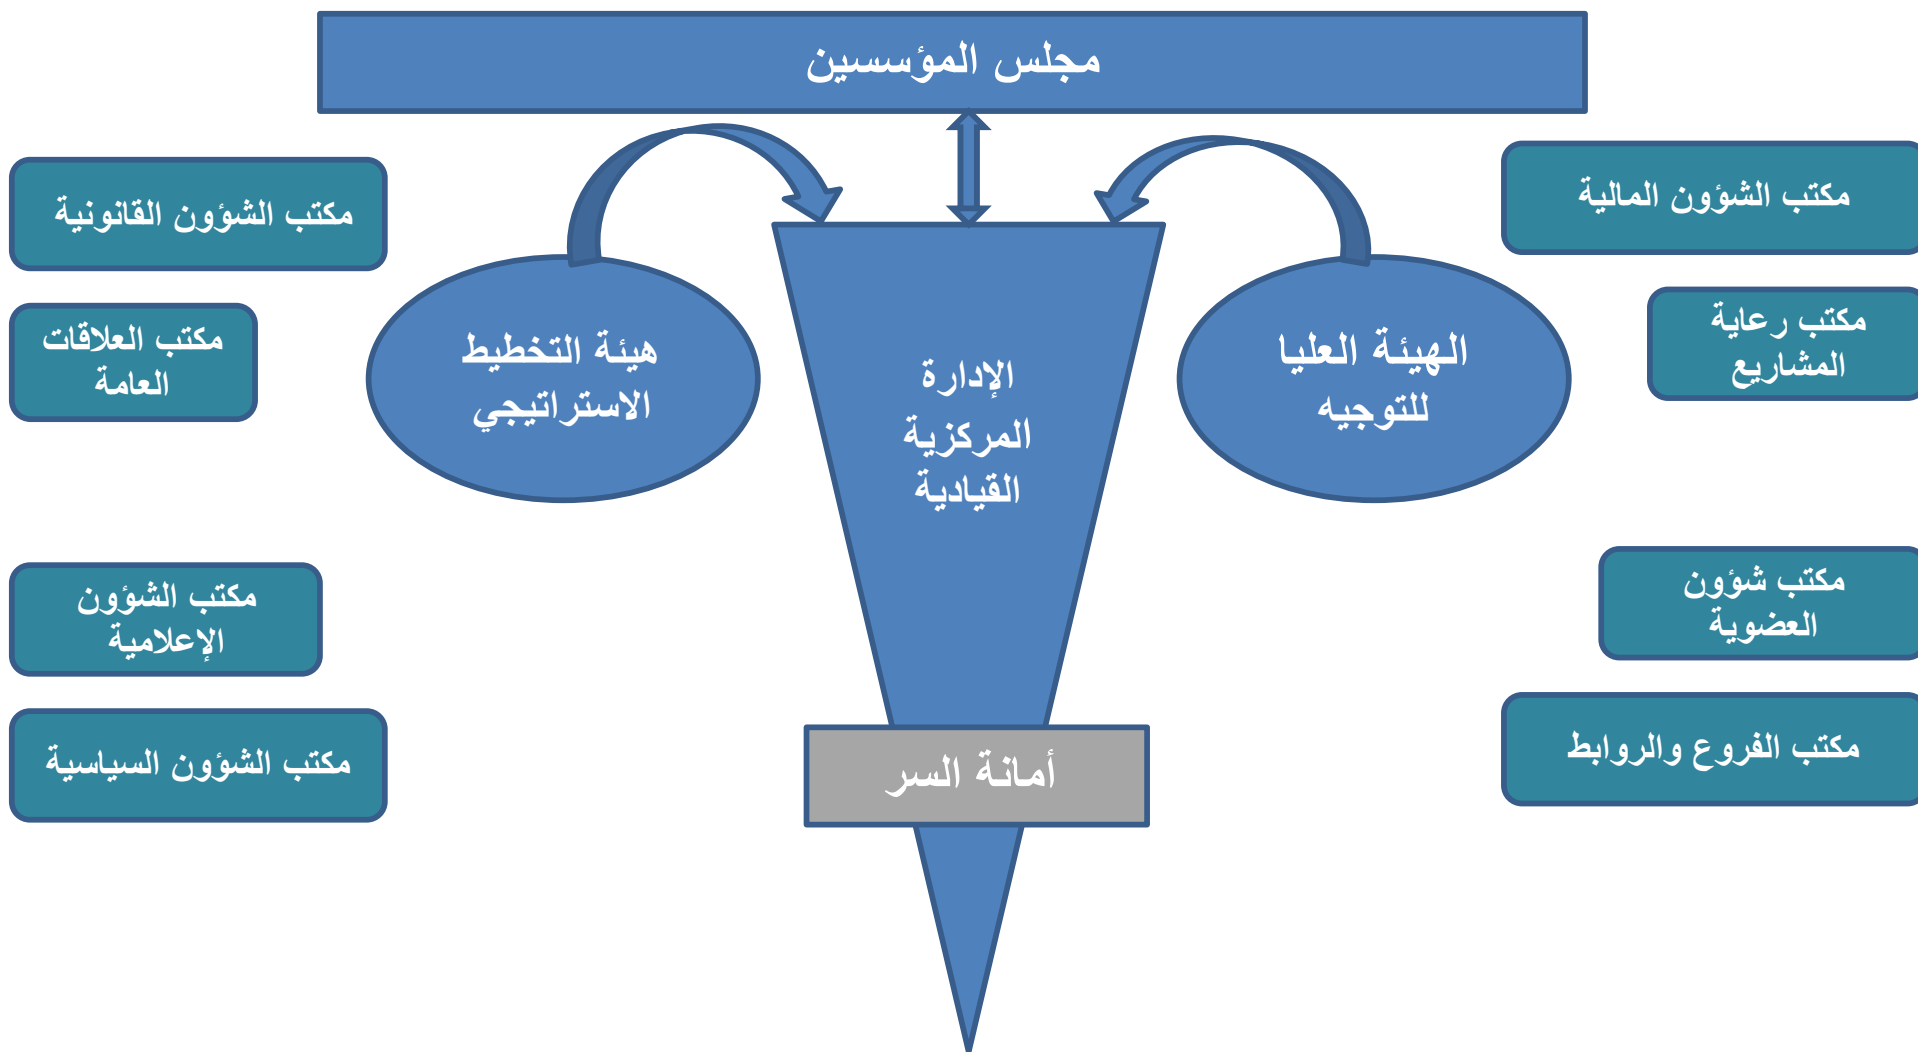 مجلس المؤسسين
مكتب الشؤون المالية
مكتب الشؤون القانونية
مكتب رعاية
المشاريع
الهيئة العليا
للتوجيه
الإدارة
المركزية
القيادية
هيئة التخطيط
الاستراتيجي
مكتب العلاقات
العامة
مكتب شؤون
العضوية
مكتب الشؤون
الإعلامية
مكتب الفروع والروابط
أمانة السر
مكتب الشؤون السياسية